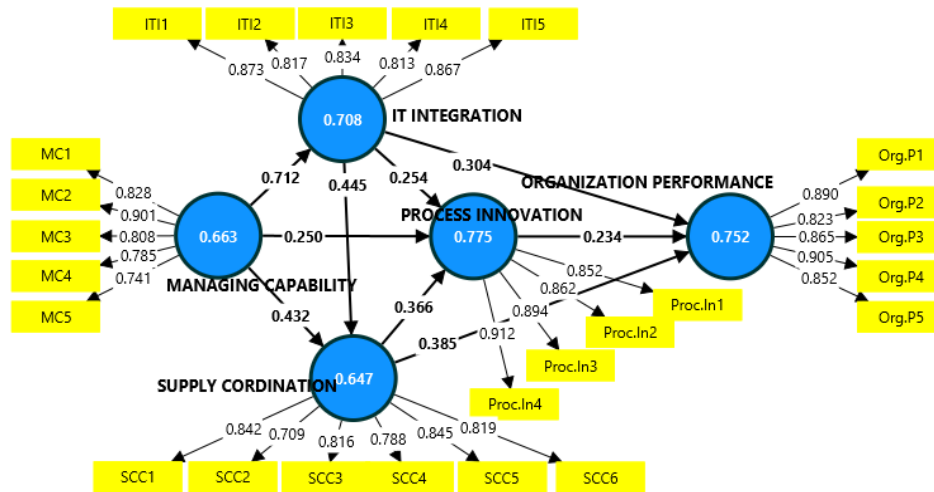 ITI1 ITI2 ITI3 ITI4 ITI5
0.873 0.817 0.834 0.813 0.867
0.708 IT INTEGRATION
MC1
MC2
MC3
MC4
MC5
0.828
0.901
0.808
0.785
0.741
0.663
MANAGING CAPABILITY
0.712
0.445
0.254
0.304
0.250
0.432
0.366
0.385
0.234
PROCESS INNOVATION
0.775
ORGANIZATION PERFORMANCE
0.752
0.890
0.823
0.865
0.905
0.852
Org.P1
Org.P2
Org.P3
Org.P4
Org.P5
0.852
0.862
0.894
0.912
Proc.In1
Proc.In2
Proc.In3
Proc.In4
SUPPLY CORDINATION
0.647
0.842 0.709 0.816 0.788 0.845 0.819
SCC1 SCC2 SCC3 SCC4 SCC5 SCC6